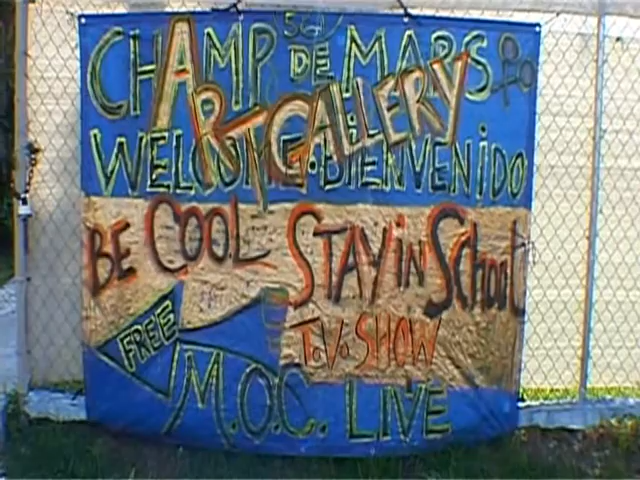 CHAMP DE MARS
ART GALLERY
WELCOME. BiENVENiDO
BE COOL STAY iN School
FREE
T.V. SHOW
M.O.C. LIVE